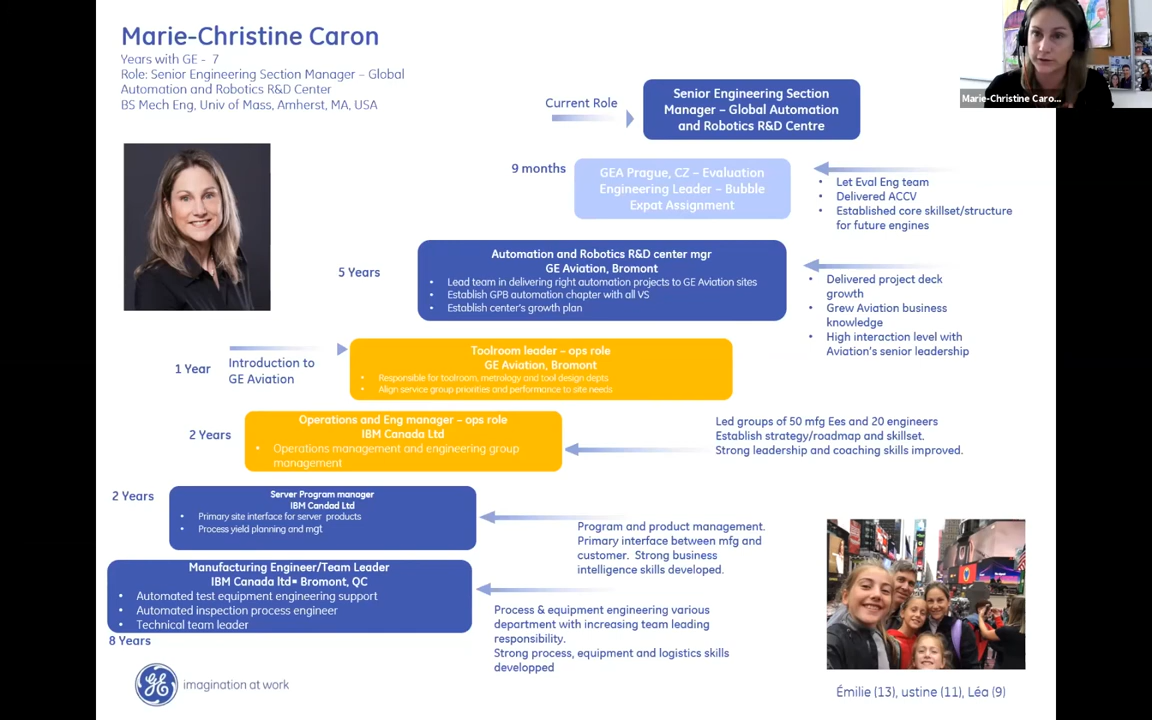 Marie-Christine Caron
Years with GE - 7
Role: Senior Engineering Section Manager – Global
Automation and Robotics R&D Center
BS Mech Eng, Univ of Mass, Amherst, MA, USA
Marie-Christine Caro...
Current Role
Senior Engineering Section
Manager – Global Automation
and Robotics R&D Centre
9 months
GEA Prague, CZ – Evaluation
Engineering Leader – Bubble
Expat Assignment
• Let Eval Eng team
• Delivered ACCV
• Established core skillset/structure
for future engines
5 Years
Automation and Robotics R&D center mgr
GE Aviation, Bromont
• Lead team in delivering right automation projects to GE Aviation sites
• Establish GPB automation chapter with all VS
• Establish center's growth plan
• Delivered project deck
growth
• Grew Aviation business
knowledge
• High interaction level with
Aviation's senior leadership
1 Year
Introduction to
GE Aviation
Toolroom leader – ops role
GE Aviation, Bromont
• Responsible for toolroom, metrology and tool design depts
• Align service group priorities and performance to site needs
2 Years
Operations and Eng manager – ops role
IBM Canada Ltd
• Operations management and engineering group
management
Led groups of 50 mfg Ees and 20 engineers
Establish strategy/roadmap and skillset.
Strong leadership and coaching skills improved.
2 Years
Server Program manager
IBM Candad Ltd
• Primary site interface for server products
• Process yield planning and mgt
Program and product management.
Primary interface between mfg and
customer. Strong business
intelligence skills developed.
Manufacturing Engineer/Team Leader
IBM Canada ltd• Bromont, QC
• Automated test equipment engineering support
• Automated inspection process engineer
• Technical team leader
8 Years
Process & equipment engineering various
department with increasing team leading
responsibility.
Strong process, equipment and logistics skills
developped
GE imagination at work
Émilie (13), ustine (11), Léa (9)